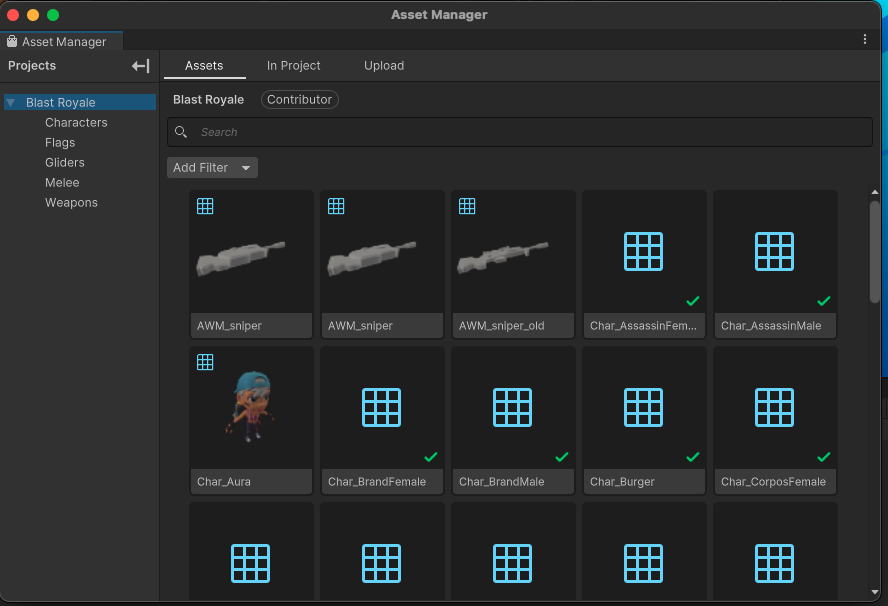 Asset Manager
Asset Manager
Projects
Assets
In Project
Upload
Blast Royale
Characters
Flags
Gliders
Melee
Weapons
Blast Royale
Contributor
Search
Add Filter
AWM_sniper
AWM_sniper
AWM_sniper_old
Char_AssassinFem...
Char_AssassinMale
Char_Aura
Char_BrandFemale
Char_BrandMale
Char_Burger
Char_CorposFemale